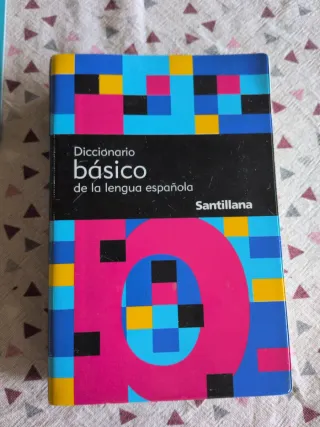 Diccionario
básico
de la lengua española
Santillana